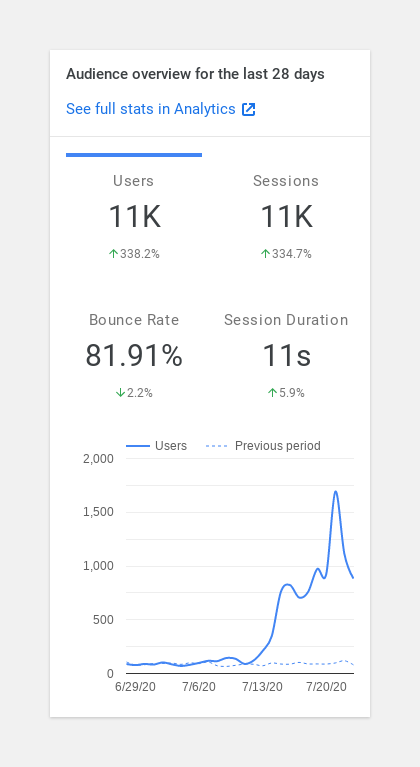 Audience overview for the last 28 days
See full stats in Analytics
Users Sessions
11K 11K
338.2% 334.7%
Bounce Rate Session Duration
81.91% 11s
2.2% 5.9%
Users Previous period
2,000
1,500
1,000
500
0
6/29/20 7/6/20 7/13/20 7/20/20